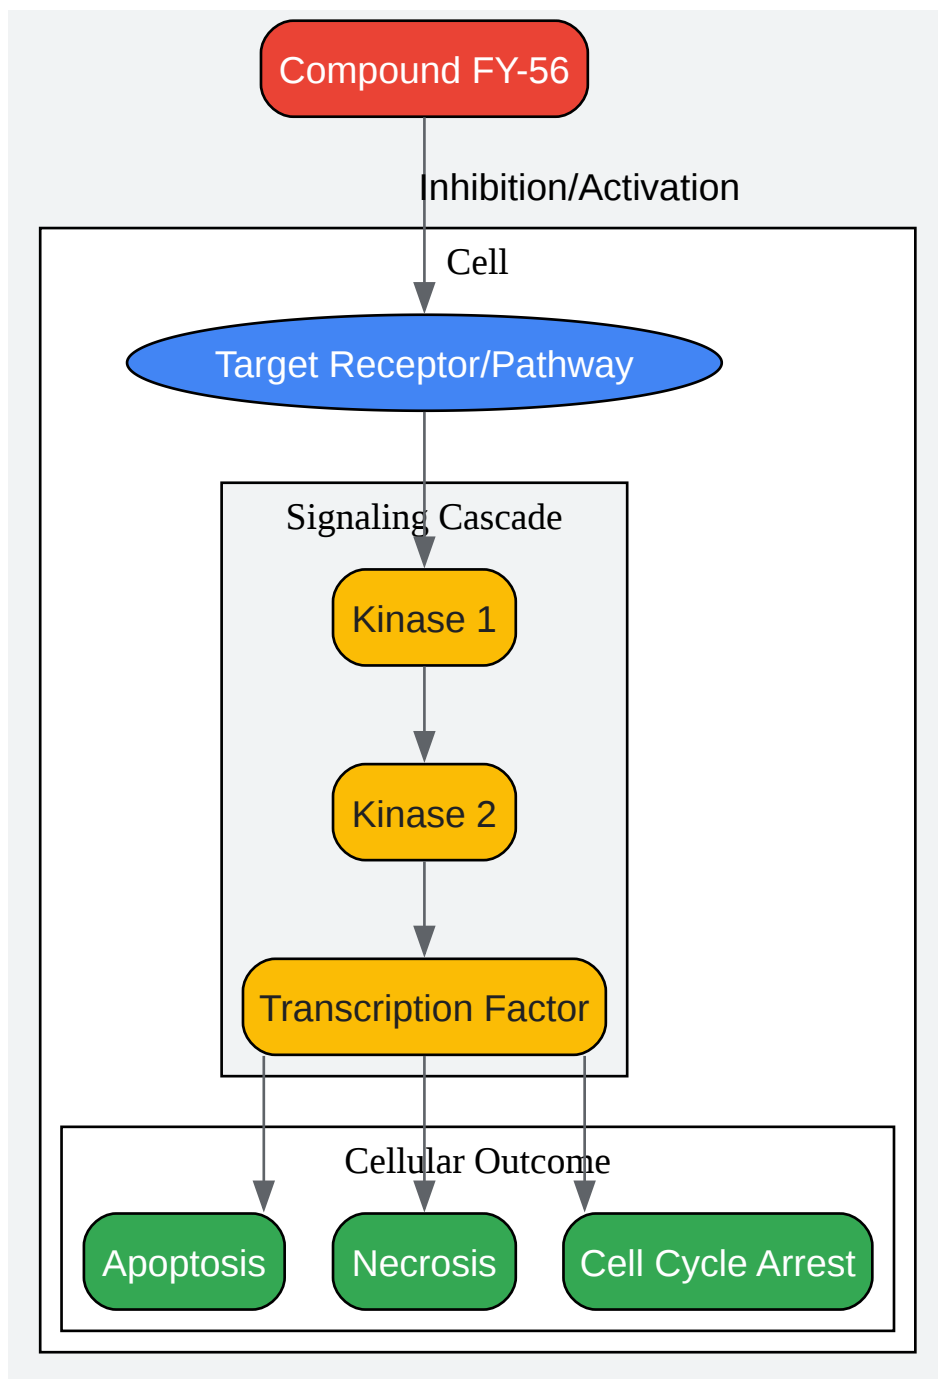 Compound FY-56
Inhibition/Activation
Cell
Target Receptor/Pathway
Signaling Cascade
Kinase 1
Kinase 2
Transcription Factor
Cellular Outcome
Apoptosis
Necrosis
Cell Cycle Arrest